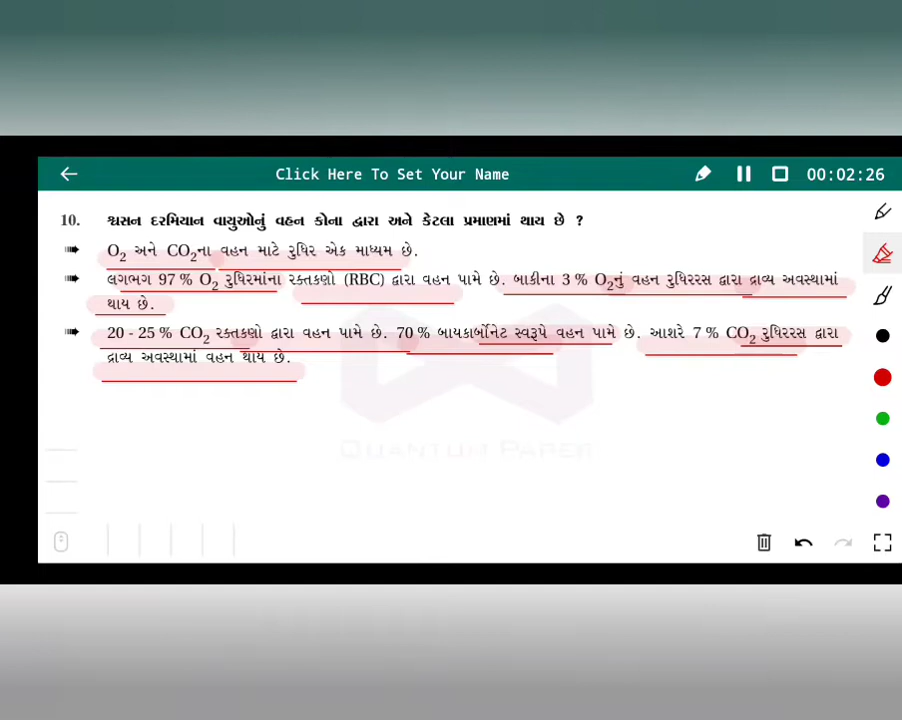 Click Here To Set Your Name
00:02:26
10. શ્વસન દરમિયાન વાયુઓનું વહન કોના દ્વારા અને કેટલા પ્રમાણમાં થાય છે ?
➠ O₂ અને CO₂ના વહન માટે રુધિર એક માધ્યમ છે.
➠ લગભગ 97 % O₂ રુધિરમાંના રક્તકણો (RBC) દ્વારા વહન પામે છે. બાકીના 3 % O₂નું વહન રુધિરરસ દ્વારા દ્રાવ્ય અવસ્થામાં
થાય છે.
➠ 20 - 25 % CO₂ રક્તકણો દ્વારા વહન પામે છે. 70 % બાયકાર્બોનેટ સ્વરૂપે વહન પામે છે. આશરે 7 % CO₂ રુધિરરસ દ્વારા
દ્રાવ્ય અવસ્થામાં વહન થાય છે.
QUANTUM PAPER